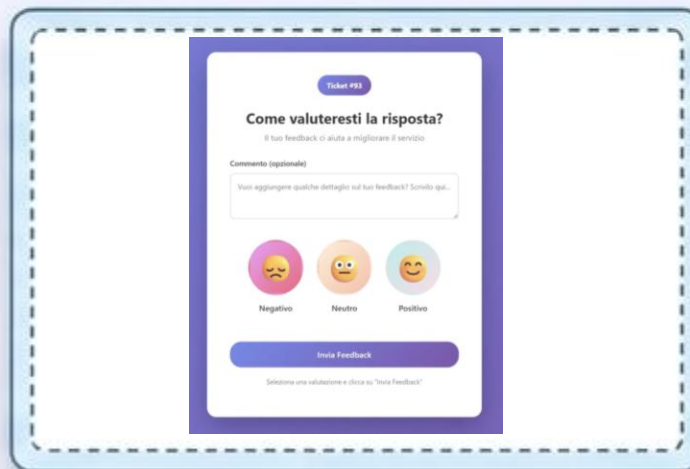 Ticket #93
Come valuteresti la risposta?
Il tuo feedback ci aiuta a migliorare il servizio
Commento (opzionale)
Vuoi aggiungere qualche dettaglio sul tuo feedback? Scrivilo qui...
Negativo
Neutro
Positivo
Invia Feedback
Seleziona una valutazione e clicca su "Invia Feedback"